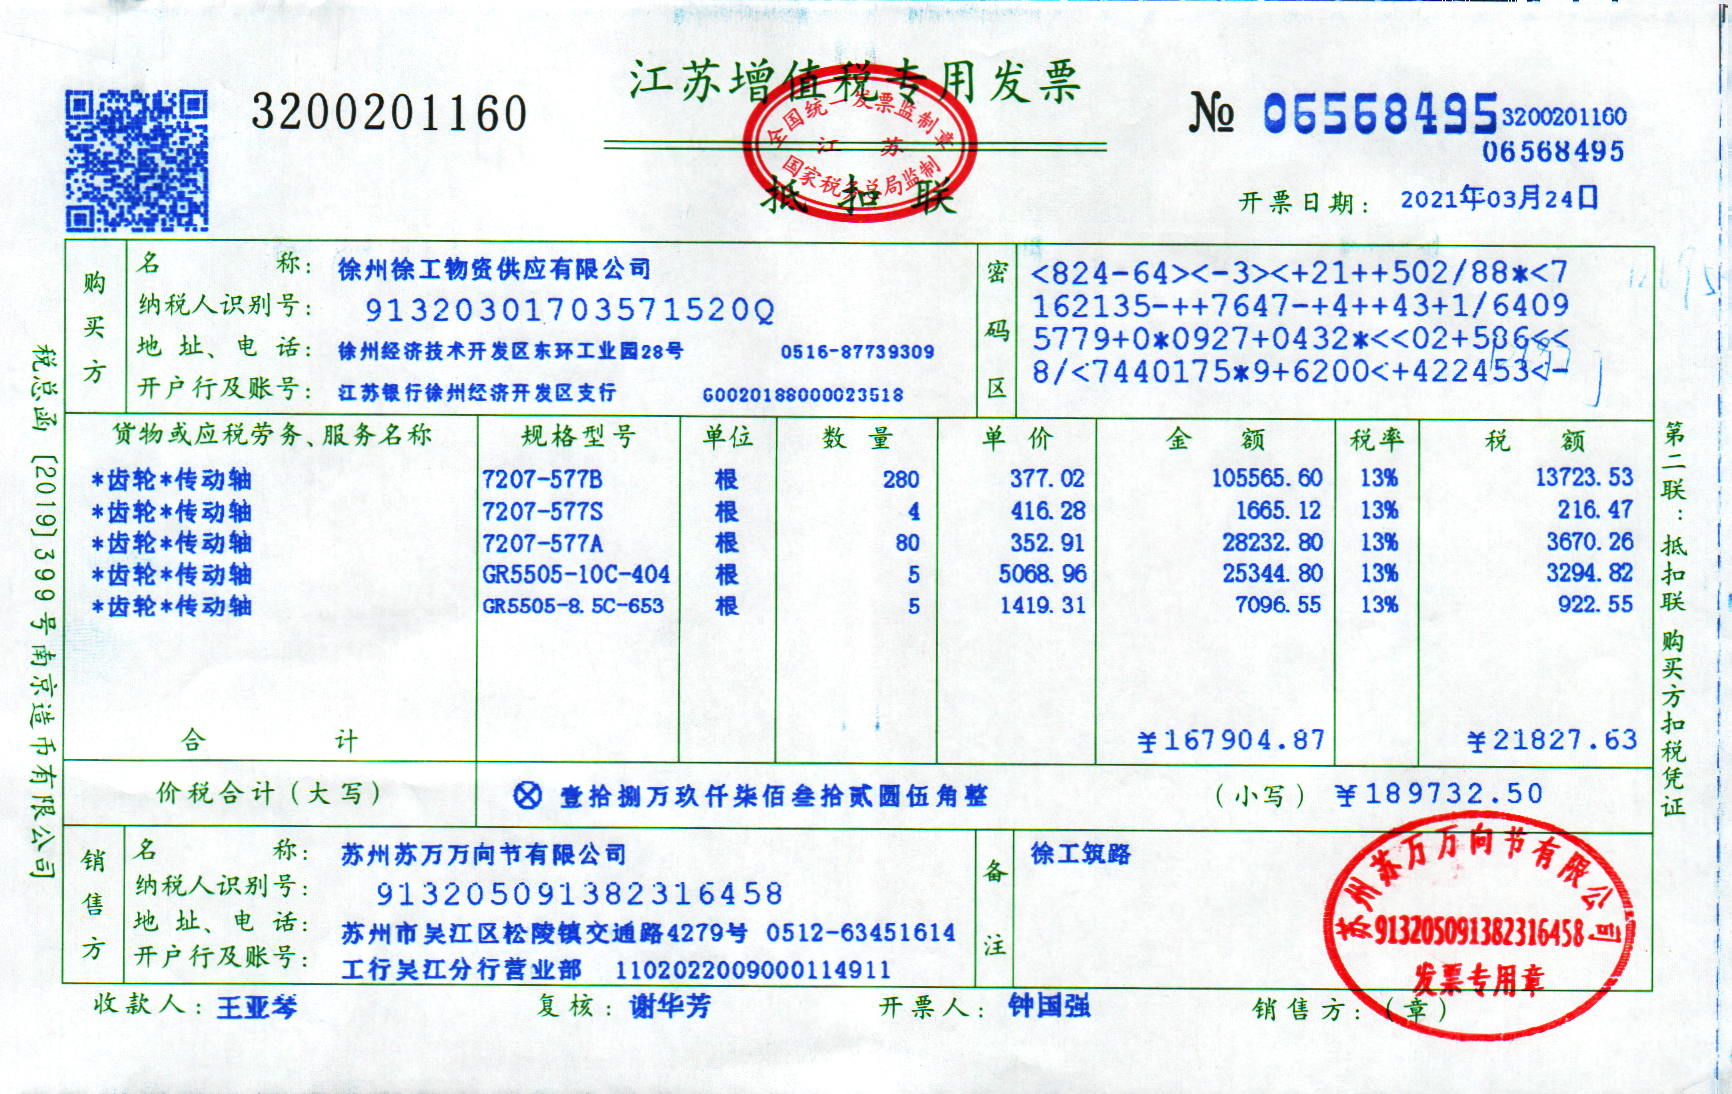 江苏增值税专用发票
3200201160
№ 06568495
3200201160
06568495
全国统一发票监制章
江 苏
国家税务总局监制
抵扣联
开票日期： 2021年03月24日
购买方
名 称： 徐州徐工物资供应有限公司
纳税人识别号： 91320301703571520Q
地 址、电 话： 徐州经济技术开发区东环工业园28号 0516-87739309
开户行及账号： 江苏银行徐州经济开发区支行 60020188000023518
密码区
<824-64><-3><+21++502/88*<7
162135-++7647-+4++43+1/6409
5779+0*0927+0432*<<02+586<<
8/<7440175*9+6200<+422453<-
货物或应税劳务、服务名称 规格型号 单位 数 量 单 价 金 额 税率 税 额
*齿轮*传动轴 7207-577B 根 280 377.02 105565.60 13% 13723.53
*齿轮*传动轴 7207-577S 根 4 416.28 1665.12 13% 216.47
*齿轮*传动轴 7207-577A 根 80 352.91 28232.80 13% 3670.26
*齿轮*传动轴 GR5505-10C-404 根 5 5068.96 25344.80 13% 3294.82
*齿轮*传动轴 GR5505-8.5C-653 根 5 1419.31 7096.55 13% 922.55
合 计 ￥167904.87 ￥21827.63
价税合计（大写） ⊗ 壹拾捌万玖仟柒佰叁拾贰圆伍角整 （小写）￥189732.50
销售方
名 称： 苏州苏万万向节有限公司
纳税人识别号： 913205091382316458
地 址、电 话： 苏州市吴江区松陵镇交通路4279号 0512-63451614
开户行及账号： 工行吴江分行营业部 1102022009000114911
备注
徐工筑路
苏州苏万万向节有限公司
913205091382316458
发票专用章
收款人：王亚琴 复核：谢华芳 开票人：钟国强 销售方：（章）
税总函〔2019〕399号南京造币有限公司
第二联：抵扣联 购买方扣税凭证